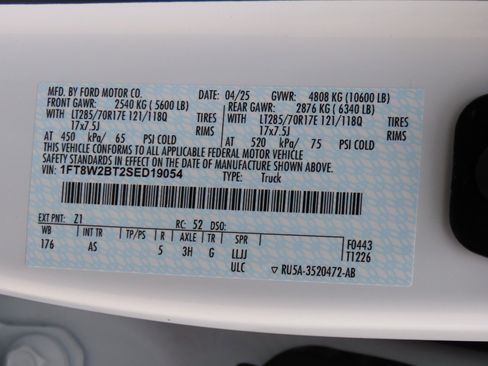 MFD. BY FORD MOTOR CO.
DATE: 04/25 GVWR: 4808 KG (10600 LB)
FRONT GAWR: 2540 KG ( 5600 LB) REAR GAWR: 2876 KG ( 6340 LB)
WITH LT285/70R17E 121/118Q TIRES WITH LT285/70R17E 121/118Q TIRES
17x7.5J RIMS 17x7.5J RIMS
AT 450 kPa/ 65 PSI COLD AT 520 kPa/ 75 PSI COLD
THIS VEHICLE CONFORMS TO ALL APPLICABLE FEDERAL MOTOR VEHICLE
SAFETY AND THEFT PREVENTION STANDARDS IN EFFECT ON THE DATE OF MANUFACTURE SHOWN ABOVE.
VIN: 1FT8W2BT2SED19054 TYPE: Truck
EXT PNT: Z1 RC: 52 DSO: F0443
WB INT TR TP/PS R AXLE TR SPR T1226
176 AS 5 3H G LLJJ
ULC RU5A-3520472-AB